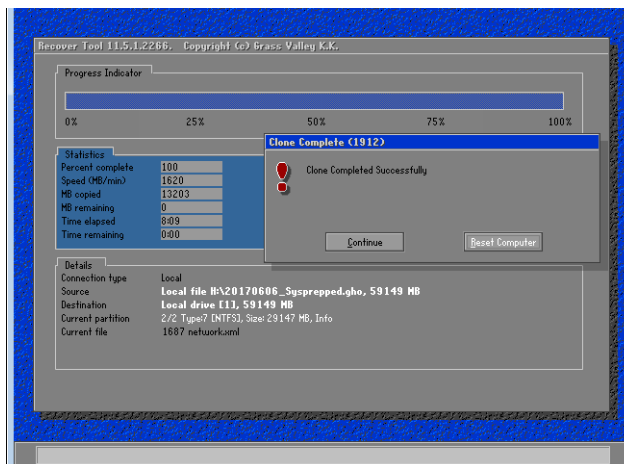 Recover Tool 11.5.1.2266.   Copyright (c) Grass Valley K.K.
Progress Indicator
0%   25%   50%   75%   100%
Clone Complete (1912)
Clone Completed Successfully
Continue   Reset Computer
Statistics
Percent complete   100
Speed (MB/min)   1620
MB copied   13203
MB remaining   0
Time elapsed   8:09
Time remaining   0:00
Details
Connection type   Local
Source   Local file H:\20170606_Sysprepped.gho, 59149 MB
Destination   Local drive [1], 59149 MB
Current partition   2/2 Type:7 [NTFS], Size: 29147 MB, Info
Current file   1687 network.xml